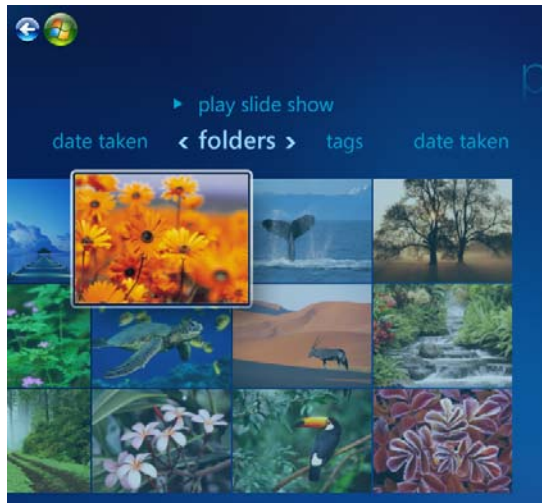 p
play slide show
date taken < folders > tags date taken